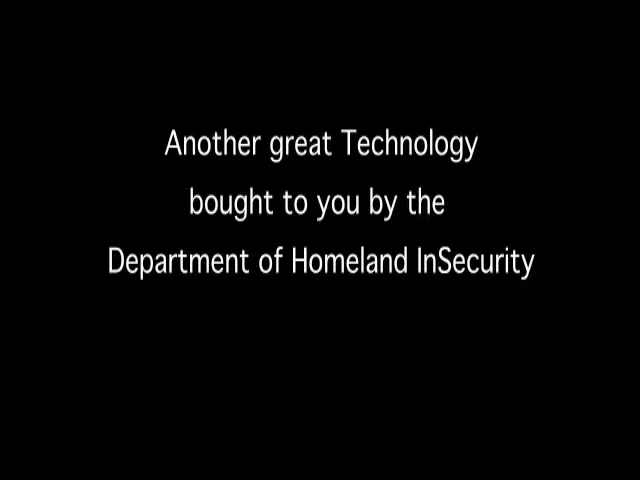 Another great Technology
bought to you by the
Department of Homeland InSecurity